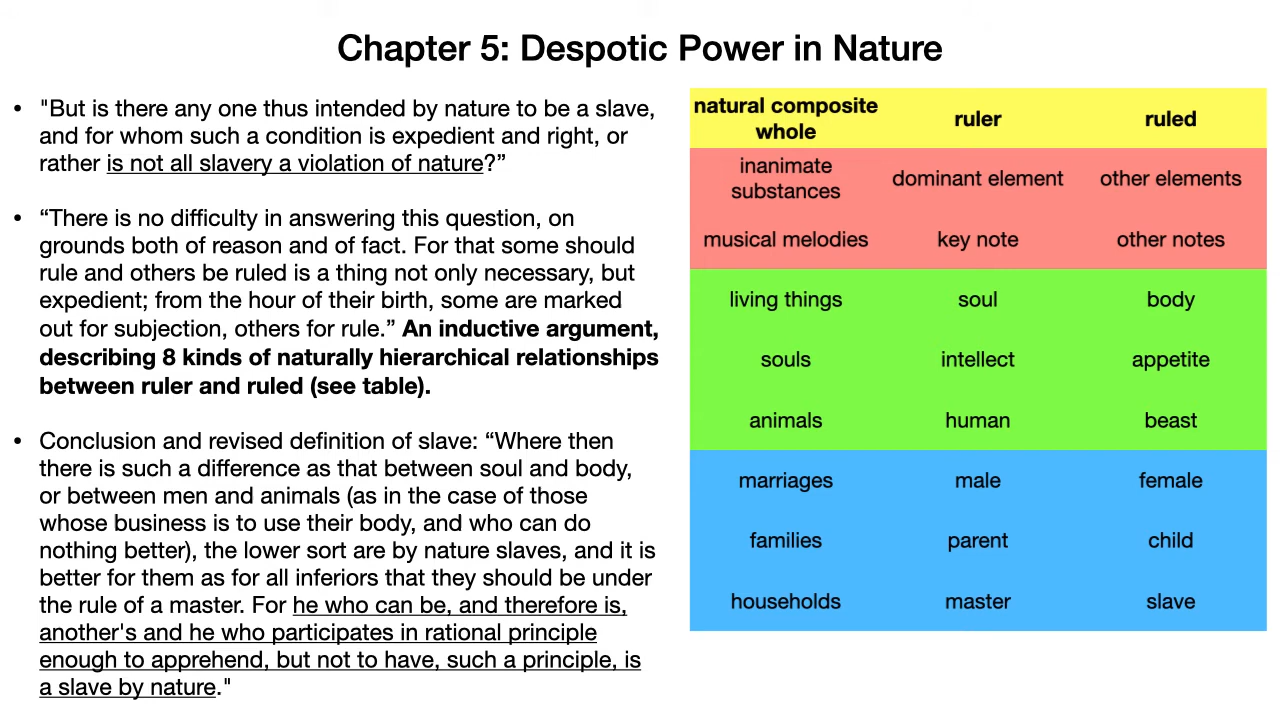 Chapter 5: Despotic Power in Nature
• "But is there any one thus intended by nature to be a slave,
and for whom such a condition is expedient and right, or
rather is not all slavery a violation of nature?”
• “There is no difficulty in answering this question, on
grounds both of reason and of fact. For that some should
rule and others be ruled is a thing not only necessary, but
expedient; from the hour of their birth, some are marked
out for subjection, others for rule.” An inductive argument,
describing 8 kinds of naturally hierarchical relationships
between ruler and ruled (see table).
• Conclusion and revised definition of slave: “Where then
there is such a difference as that between soul and body,
or between men and animals (as in the case of those
whose business is to use their body, and who can do
nothing better), the lower sort are by nature slaves, and it is
better for them as for all inferiors that they should be under
the rule of a master. For he who can be, and therefore is,
another's and he who participates in rational principle
enough to apprehend, but not to have, such a principle, is
a slave by nature."
natural composite
whole
ruler
ruled
inanimate
substances
dominant element
other elements
musical melodies
key note
other notes
living things
soul
body
souls
intellect
appetite
animals
human
beast
marriages
male
female
families
parent
child
households
master
slave